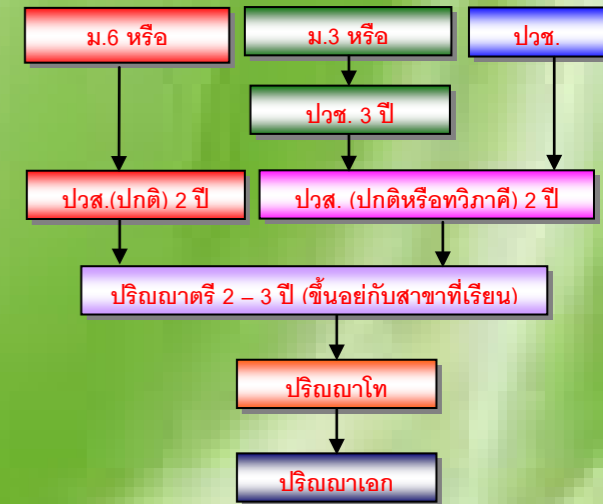 ม.6 หรือ
ม.3 หรือ
ปวช.
ปวช. 3 ปี
ปวส.(ปกติ) 2 ปี
ปวส. (ปกติหรือทวิภาคี) 2 ปี
ปริญญาตรี 2 – 3 ปี (ขึ้นอยู่กับสาขาที่เรียน)
ปริญญาโท
ปริญญาเอก